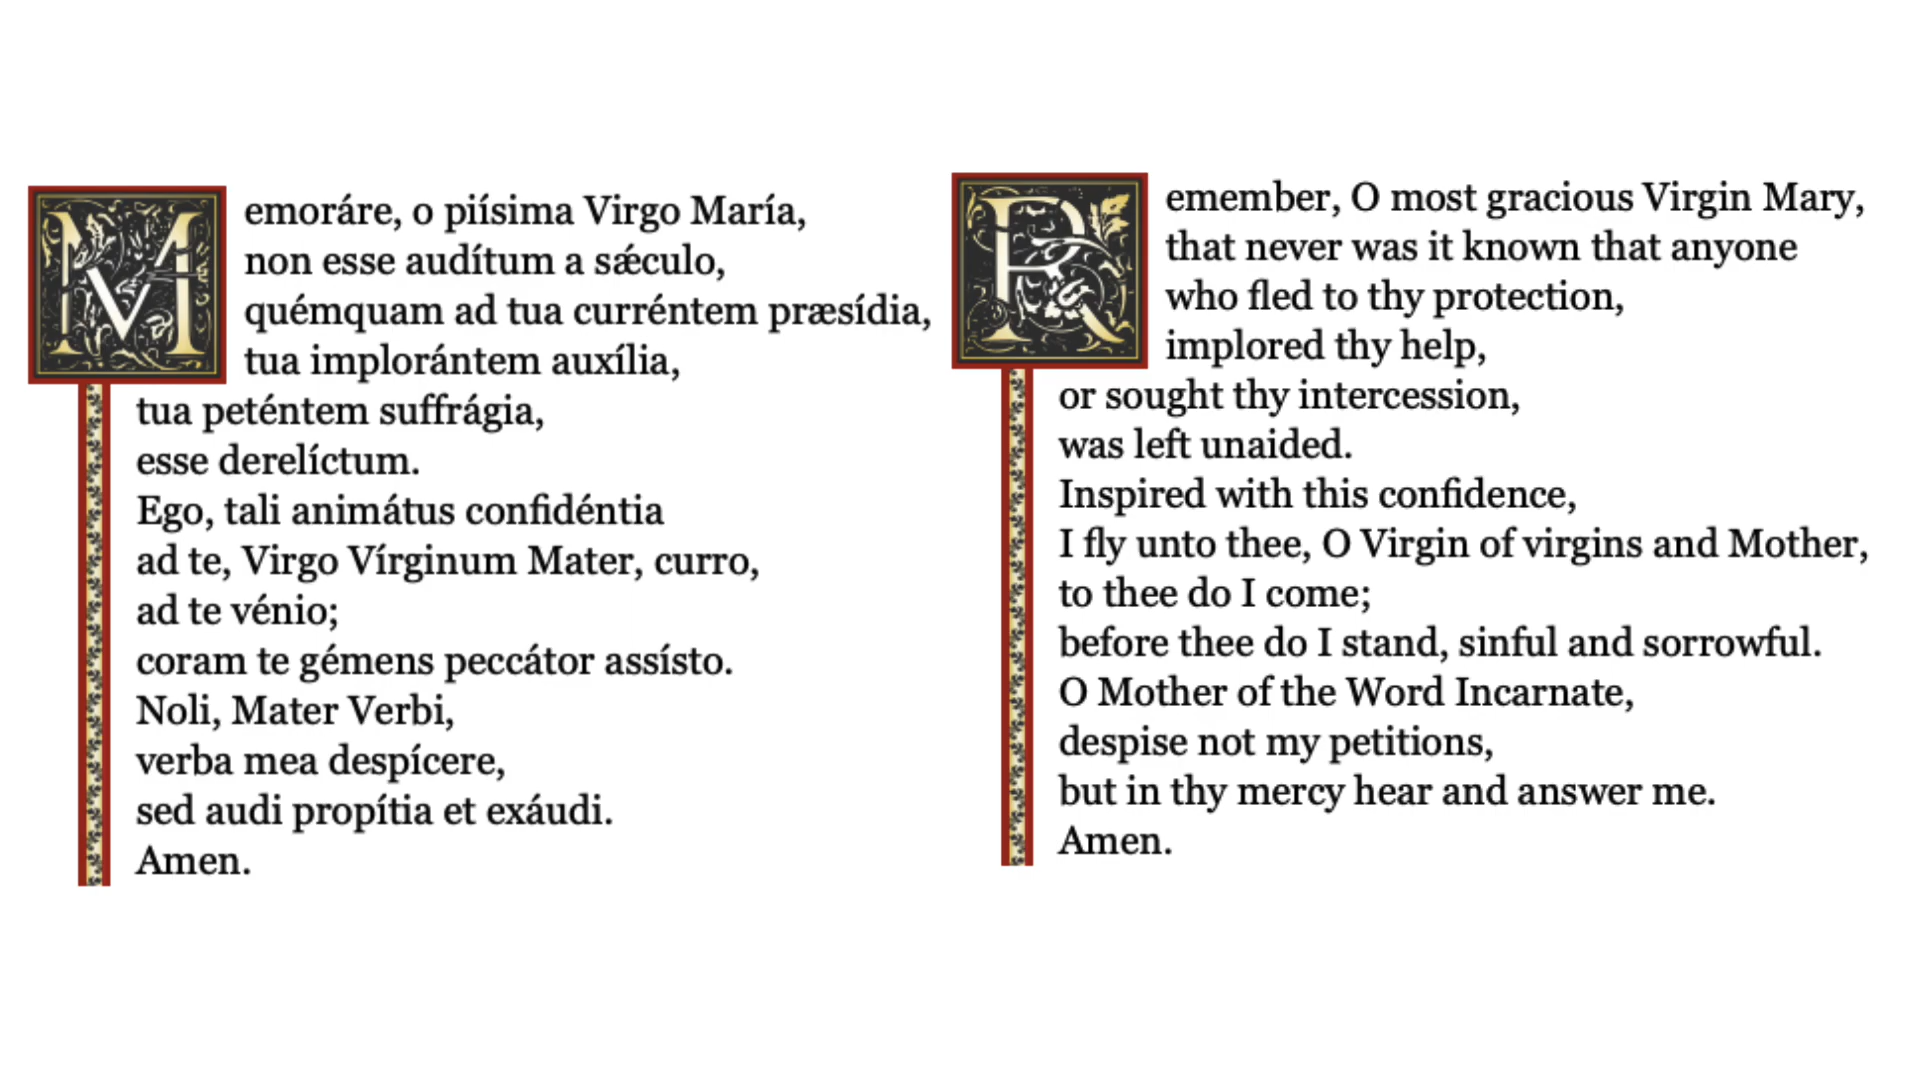 Memoráre, o piísima Virgo María,
non esse audítum a sǽculo,
quémquam ad tua curréntem præsídia,
tua implorántem auxília,
tua peténtem suffrágia,
esse derelíctum.
Ego, tali animátus confidéntia
ad te, Virgo Vírginum Mater, curro,
ad te vénio;
coram te gémens peccátor assísto.
Noli, Mater Verbi,
verba mea despícere,
sed audi propítia et exáudi.
Amen.
Remember, O most gracious Virgin Mary,
that never was it known that anyone
who fled to thy protection,
implored thy help,
or sought thy intercession,
was left unaided.
Inspired with this confidence,
I fly unto thee, O Virgin of virgins and Mother,
to thee do I come;
before thee do I stand, sinful and sorrowful.
O Mother of the Word Incarnate,
despise not my petitions,
but in thy mercy hear and answer me.
Amen.